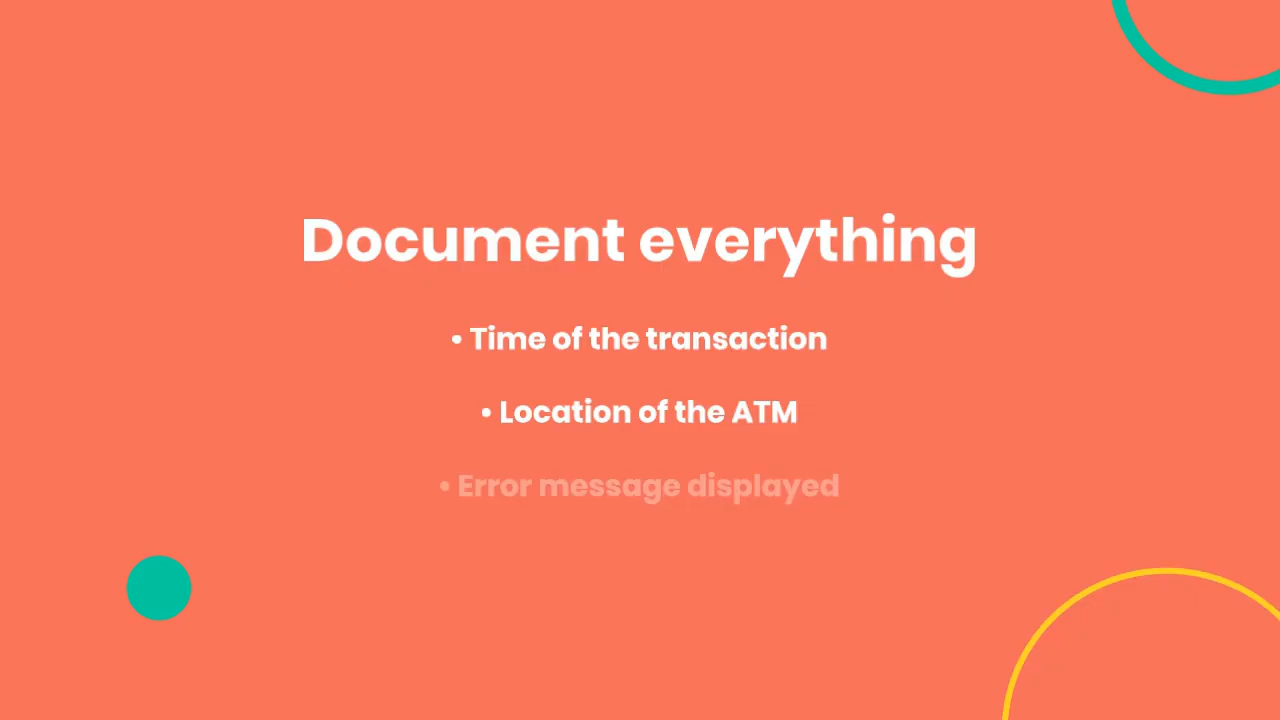 Document everything
• Time of the transaction
• Location of the ATM
• Error message displayed